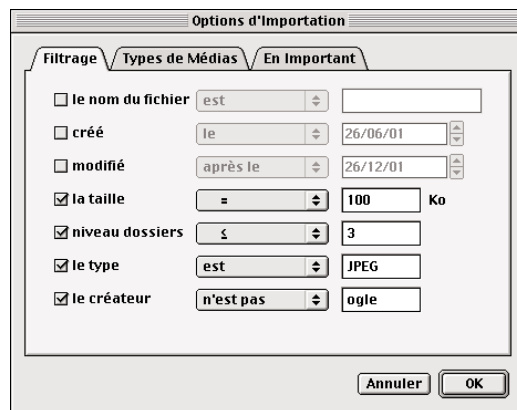 Options d'Importation
Filtrage Types de Médias En Important
le nom du fichier est
créé le 26/06/01
modifié après le 26/12/01
la taille = 100 Ko
niveau dossiers ≤ 3
le type est JPEG
le créateur n'est pas ogle
Annuler OK